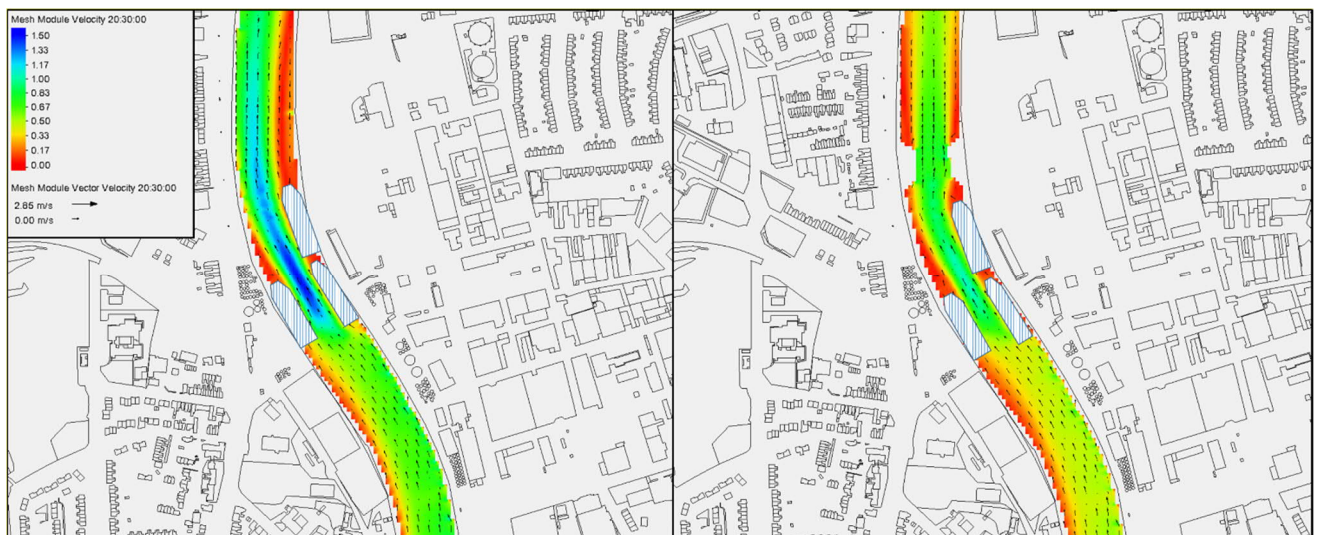 Mesh Module Velocity 20:30:00
1.50
1.33
1.17
1.00
0.83
0.67
0.50
0.33
0.17
0.00
Mesh Module Vector Velocity 20:30:00
2.65 m/s
0.00 m/s